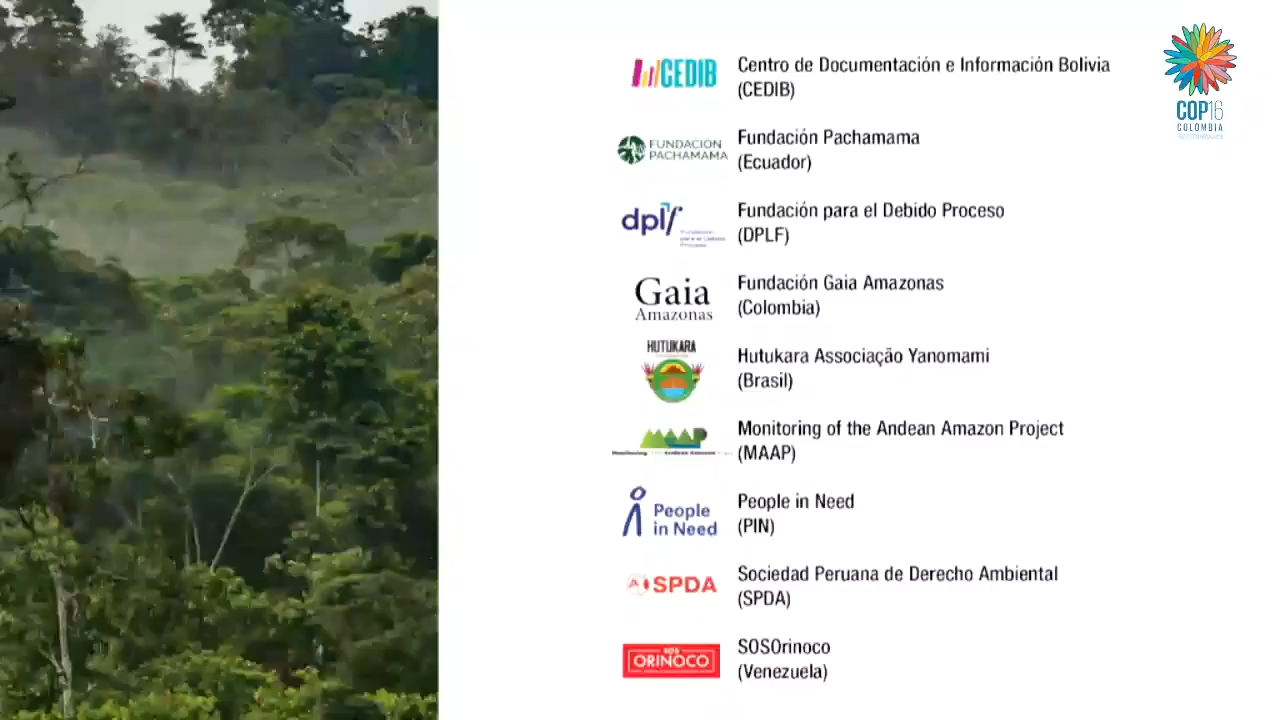 CEDIB
Centro de Documentación e Información Bolivia
(CEDIB)
FUNDACIÓN
PACHAMAMA
Fundación Pachamama
(Ecuador)
dplf
Fundación para el Debido Proceso
(DPLF)
Gaia
Amazonas
Fundación Gaia Amazonas
(Colombia)
HUTUKARA
Hutukara Associação Yanomami
(Brasil)
MAAP
Monitoring of the Andean Amazon Project
(MAAP)
People
in Need
People in Need
(PIN)
SPDA
Sociedad Peruana de Derecho Ambiental
(SPDA)
SOS
ORINOCO
SOSOrinoco
(Venezuela)
COP16
COLOMBIA